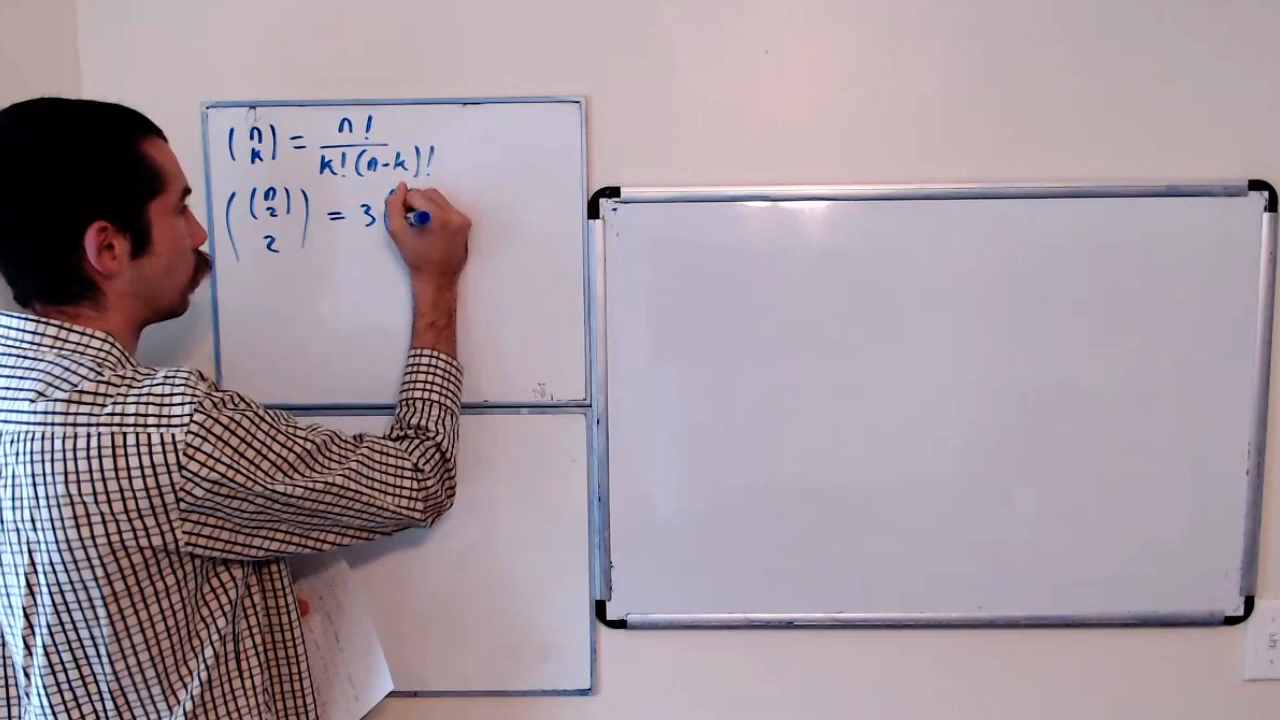 (n k) = n! / k!(n-k)!
((n 2) 2) = 3(